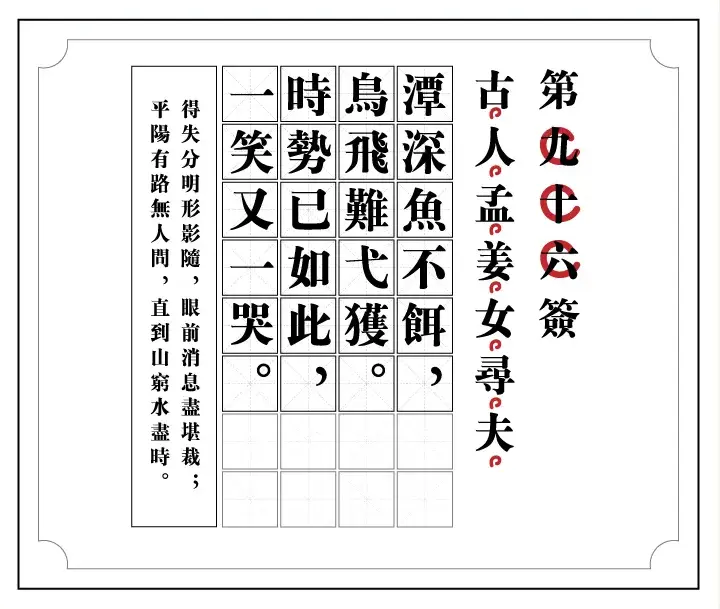 第九十六簽
古人孟姜女尋夫
潭深魚不餌，
鳥飛難弋獲。
時勢已如此，
一笑又一哭。
得失分明形影隨，眼前消息盡堪裁；
平陽有路無人問，直到山窮水盡時。